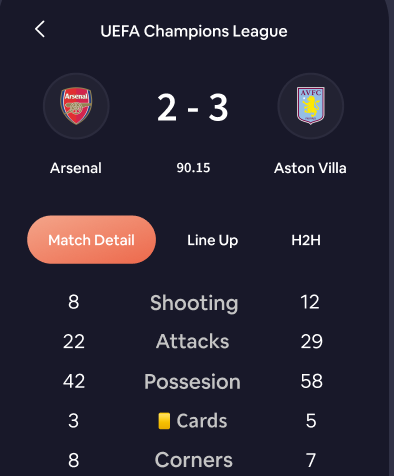 UEFA Champions League
Arsenal
AVFC
2 - 3
Arsenal 90.15 Aston Villa
Match Detail Line Up H2H
8 Shooting 12
22 Attacks 29
42 Possesion 58
3 Cards 5
8 Corners 7